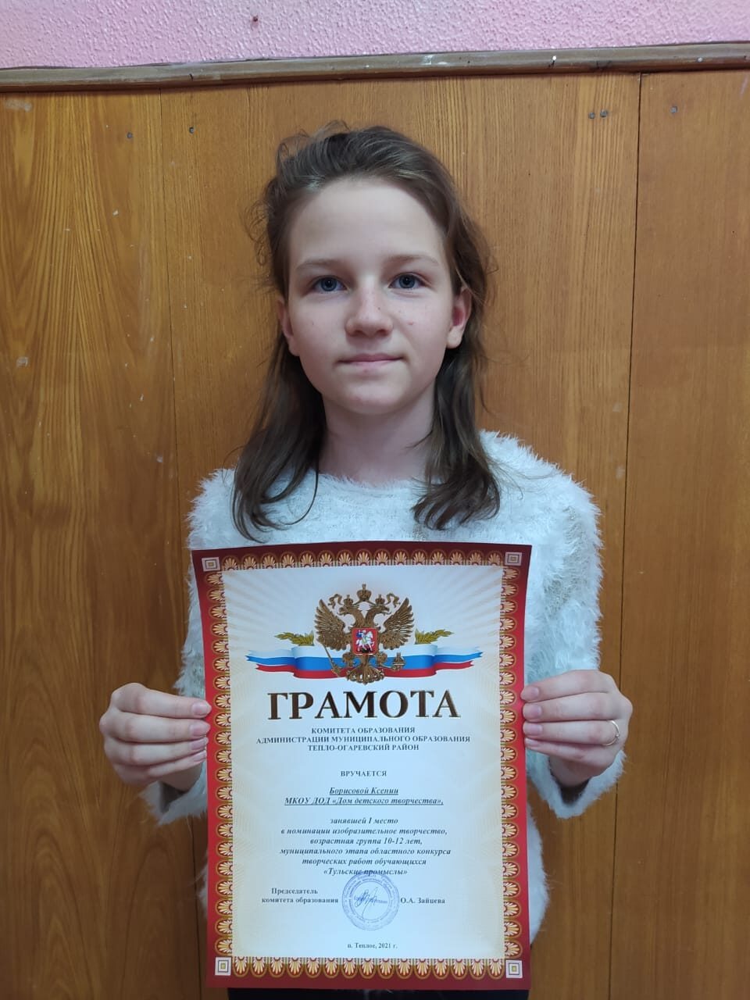 ГРАМОТА
КОМИТЕТА ОБРАЗОВАНИЯ
АДМИНИСТРАЦИИ МУНИЦИПАЛЬНОГО ОБРАЗОВАНИЯ
ТЕПЛО-ОГАРЕВСКИЙ РАЙОН
ВРУЧАЕТСЯ
Борисовой Ксении
МКОУ ДОД «Дом детского творчества»,
занявшей I место
в номинации изобразительное творчество,
возрастная группа 10-12 лет,
муниципального этапа областного конкурса
творческих работ обучающихся
«Тульские промыслы»
Председатель
комитета образования О.А. Зайцева
п. Теплое, 2021 г.